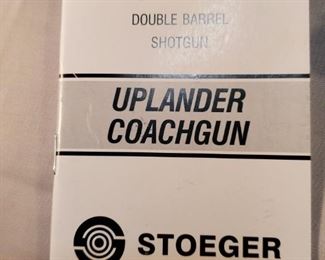 DOUBLE BARREL
SHOTGUN
UPLANDER
COACHGUN
STOEGER